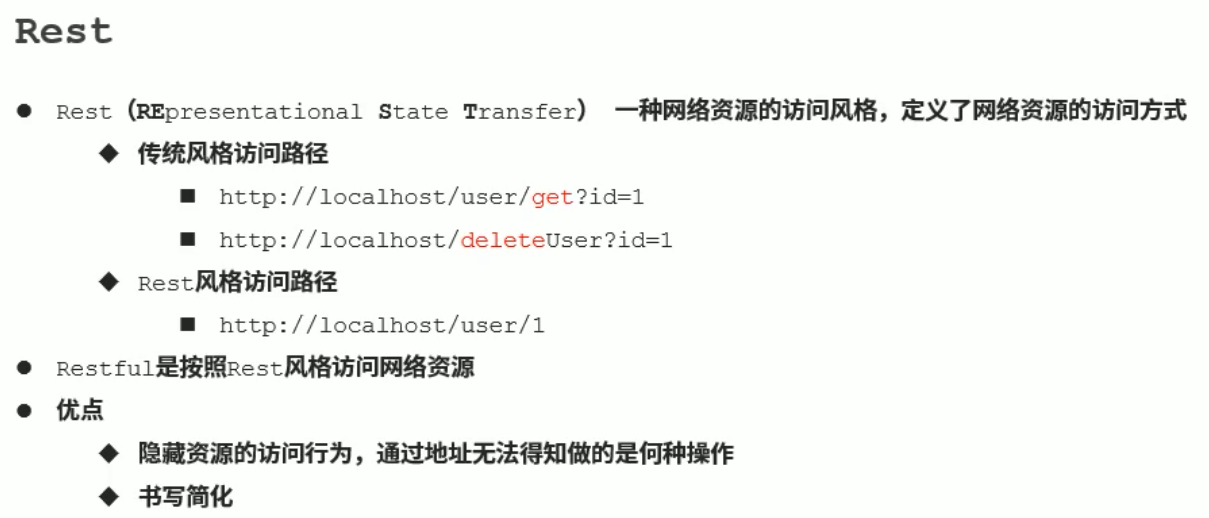 Rest
● Rest（REpresentational State Transfer） 一种网络资源的访问风格，定义了网络资源的访问方式
◆ 传统风格访问路径
■ http://localhost/user/get?id=1
■ http://localhost/deleteUser?id=1
◆ Rest风格访问路径
■ http://localhost/user/1
● Restful是按照Rest风格访问网络资源
● 优点
◆ 隐藏资源的访问行为，通过地址无法得知做的是何种操作
◆ 书写简化